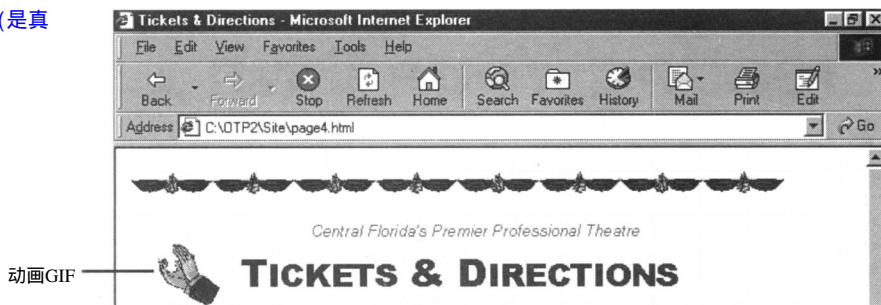 (是真
Tickets & Directions - Microsoft Internet Explorer
File Edit View Favorites Tools Help
Back Forward Stop Refresh Home Search Favorites History Mail Print Edit »
Address C:\OTP2\Site\page4.html Go
Central Florida's Premier Professional Theatre
动画GIF
TICKETS & DIRECTIONS